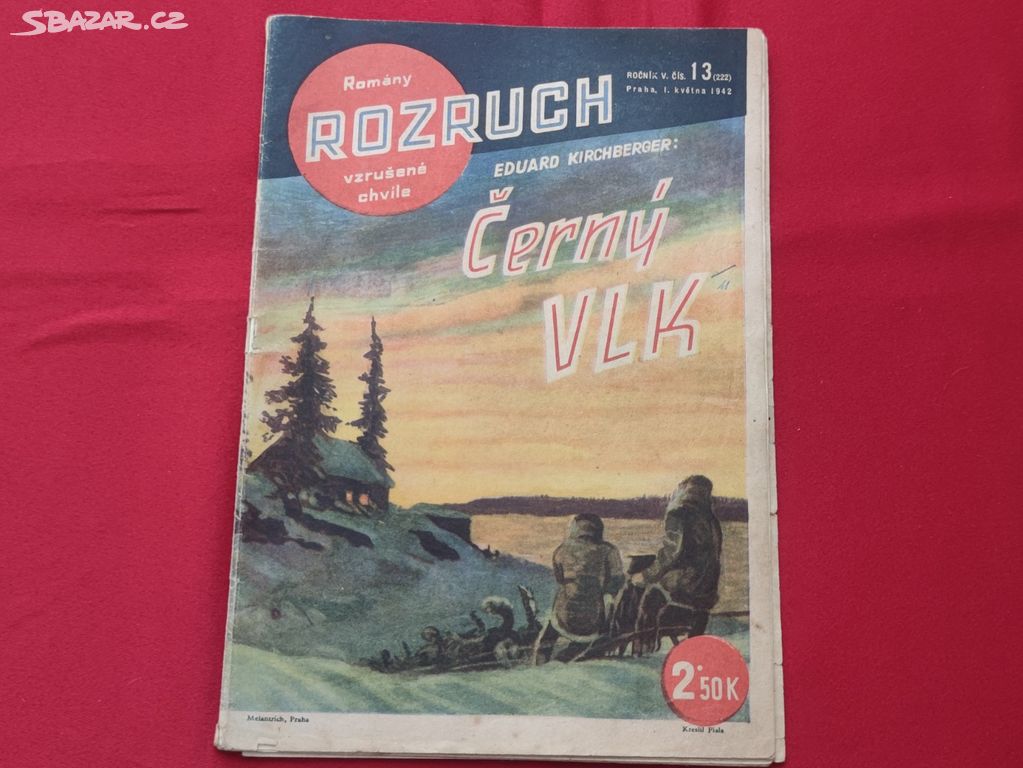 SBAZAR.CZ
Romány
ROZRUCH
vzrušené
chvíle
ROČNÍK V. ČÍS. 13 (222)
Praha, 1. května 1942
EDUARD KIRCHBERGER:
Černý
VLK
2·50 K
Melantrich, Praha
Kreslil Fiala